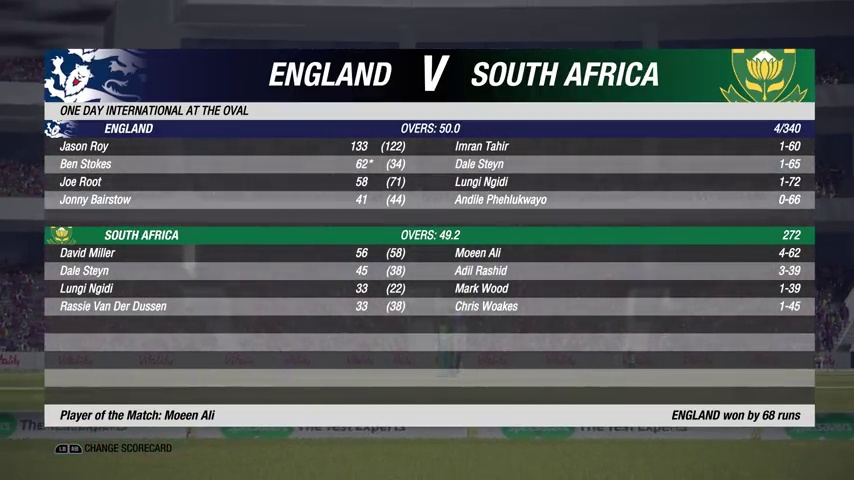 ENGLAND V SOUTH AFRICA
ONE DAY INTERNATIONAL AT THE OVAL
ENGLAND OVERS: 50.0 4/340
Jason Roy 133 (122) Imran Tahir 1-60
Ben Stokes 62* (34) Dale Steyn 1-65
Joe Root 58 (71) Lungi Ngidi 1-72
Jonny Bairstow 41 (44) Andile Phehlukwayo 0-66
SOUTH AFRICA OVERS: 49.2 272
David Miller 56 (58) Moeen Ali 4-62
Dale Steyn 45 (38) Adil Rashid 3-39
Lungi Ngidi 33 (22) Mark Wood 1-39
Rassie Van Der Dussen 33 (38) Chris Woakes 1-45
Player of the Match: Moeen Ali ENGLAND won by 68 runs
LB RB CHANGE SCORECARD